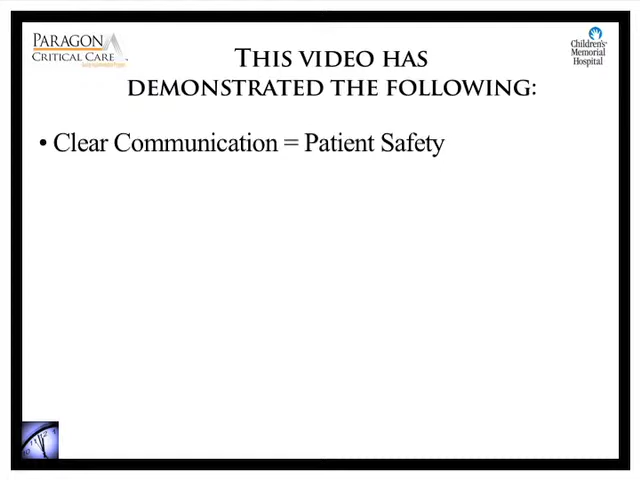 PARAGON
CRITICAL CARE
THIS VIDEO HAS
DEMONSTRATED THE FOLLOWING:
Children's
Memorial
Hospital
• Clear Communication = Patient Safety